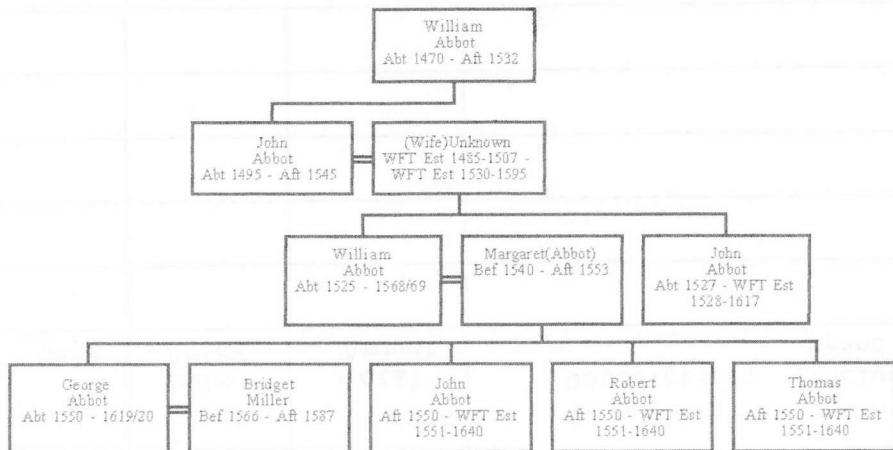 William
Abbot
Abt 1470 - Aft 1532
John
Abbot
Abt 1495 - Aft 1545
(Wife)Unknown
WFT Est 1485-1507 -
WFT Est 1530-1595
William
Abbot
Abt 1525 - 1568/69
Margaret(Abbot)
Bef 1540 - Aft 1553
John
Abbot
Abt 1527 - WFT Est
1528-1617
George
Abbot
Abt 1550 - 1619/20
Bridget
Miller
Bef 1566 - Aft 1587
John
Abbot
Aft 1550 - WFT Est
1551-1640
Robert
Abbot
Aft 1550 - WFT Est
1551-1640
Thomas
Abbot
Aft 1550 - WFT Est
1551-1640